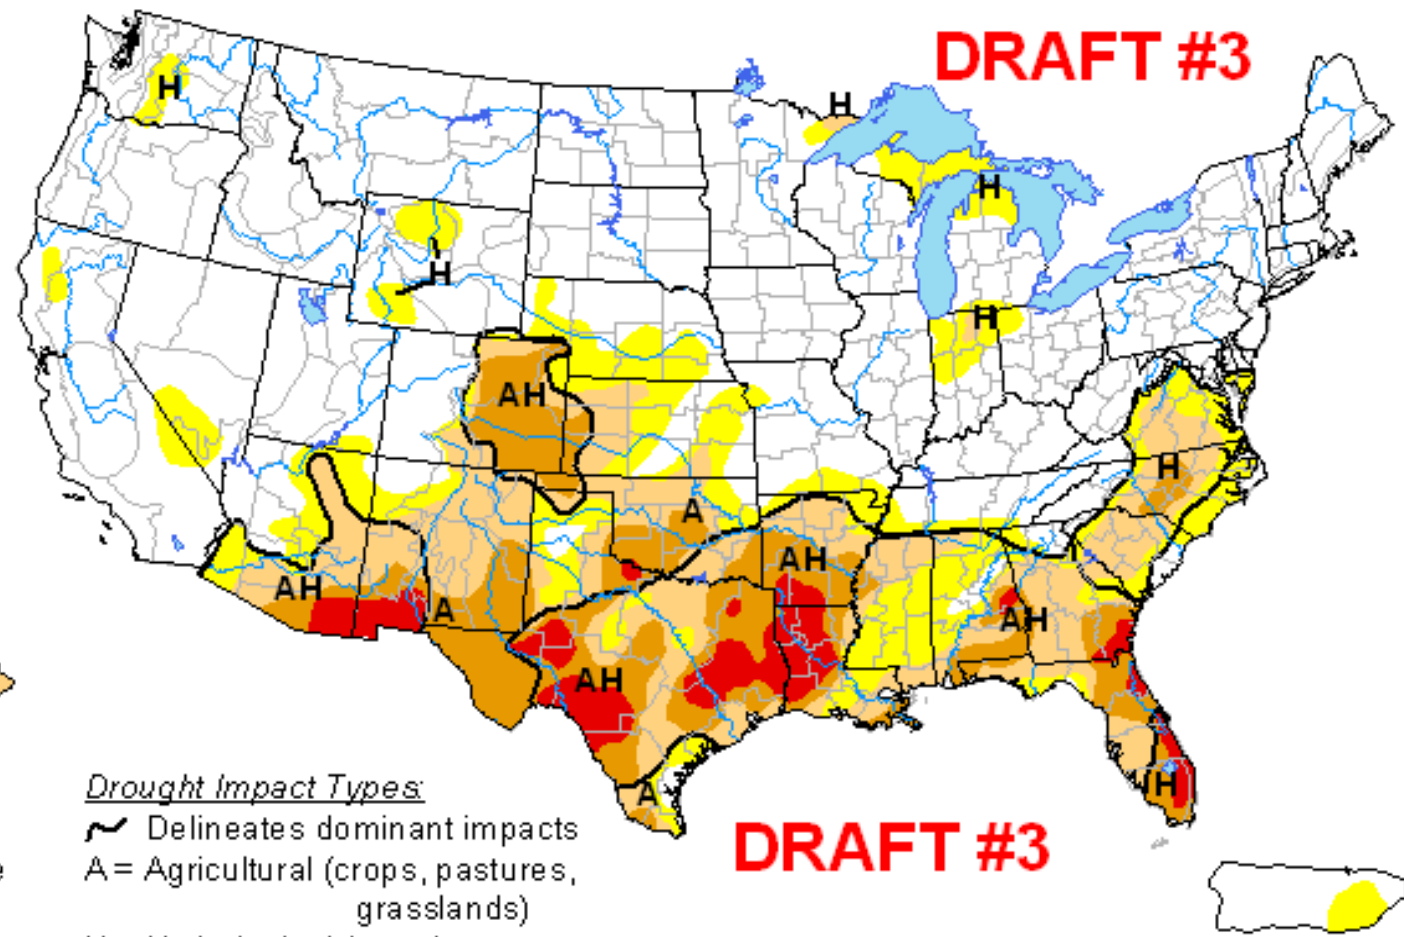 DRAFT #3
H
H
H
H
H
AH
H
A
AH
AH
A
AH
AH
H
A
DRAFT #3
Drought Impact Types:
Delineates dominant impacts
A = Agricultural (crops, pastures,
grasslands)